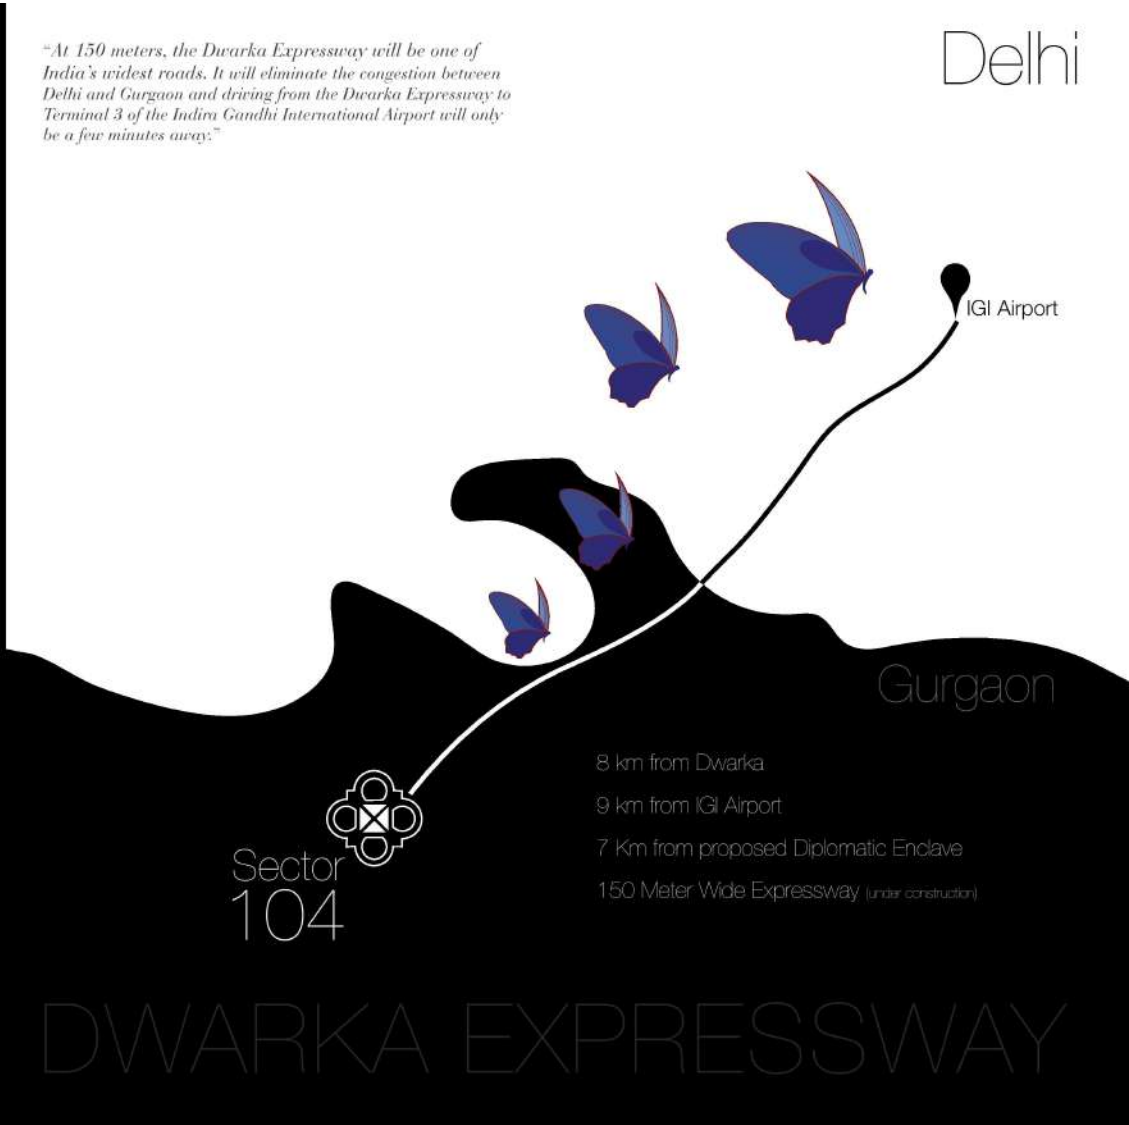 “At 150 meters, the Dwarka Expressway will be one of
India’s widest roads. It will eliminate the congestion between
Delhi and Gurgaon and driving from the Dwarka Expressway to
Terminal 3 of the Indira Gandhi International Airport will only
be a few minutes away.”
Delhi
IGI Airport
Gurgaon
8 km from Dwarka
9 km from IGI Airport
7 Km from proposed Diplomatic Enclave
150 Meter Wide Expressway (under construction)
Sector
104
DWARKA EXPRESSWAY